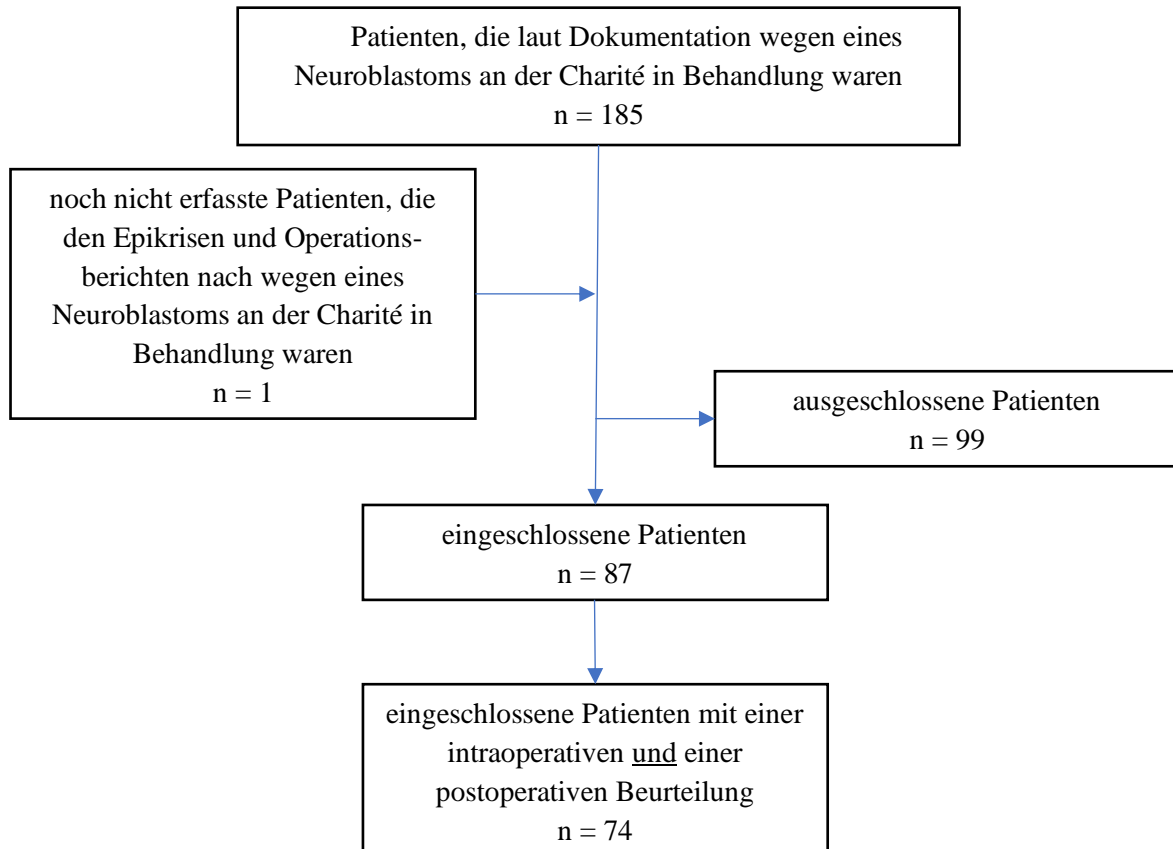 Patienten, die laut Dokumentation wegen eines
Neuroblastoms an der Charité in Behandlung waren
n = 185
noch nicht erfasste Patienten, die
den Epikrisen und Operations-
berichten nach wegen eines
Neuroblastoms an der Charité in
Behandlung waren
n = 1
ausgeschlossene Patienten
n = 99
eingeschlossene Patienten
n = 87
eingeschlossene Patienten mit einer
intraoperativen und einer
postoperativen Beurteilung
n = 74